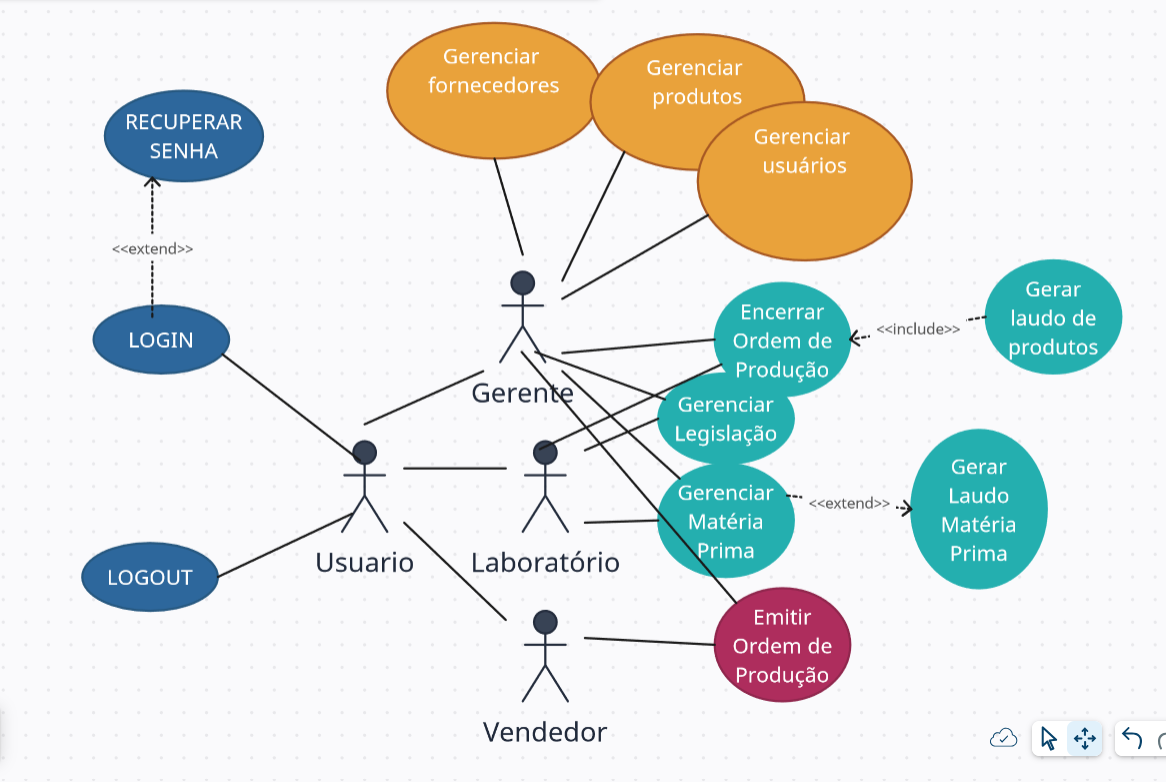 Gerenciar
fornecedores
Gerenciar
produtos
Gerenciar
usuários
RECUPERAR
SENHA
<<extend>>
LOGIN
Gerente
Encerrar
Ordem de
Produção
<<include>>
Gerar
laudo de
produtos
Gerenciar
Legislação
Gerenciar
Matéria
Prima
<<extend>>
Gerar
Laudo
Matéria
Prima
Usuario
Laboratório
LOGOUT
Emitir
Ordem de
Produção
Vendedor